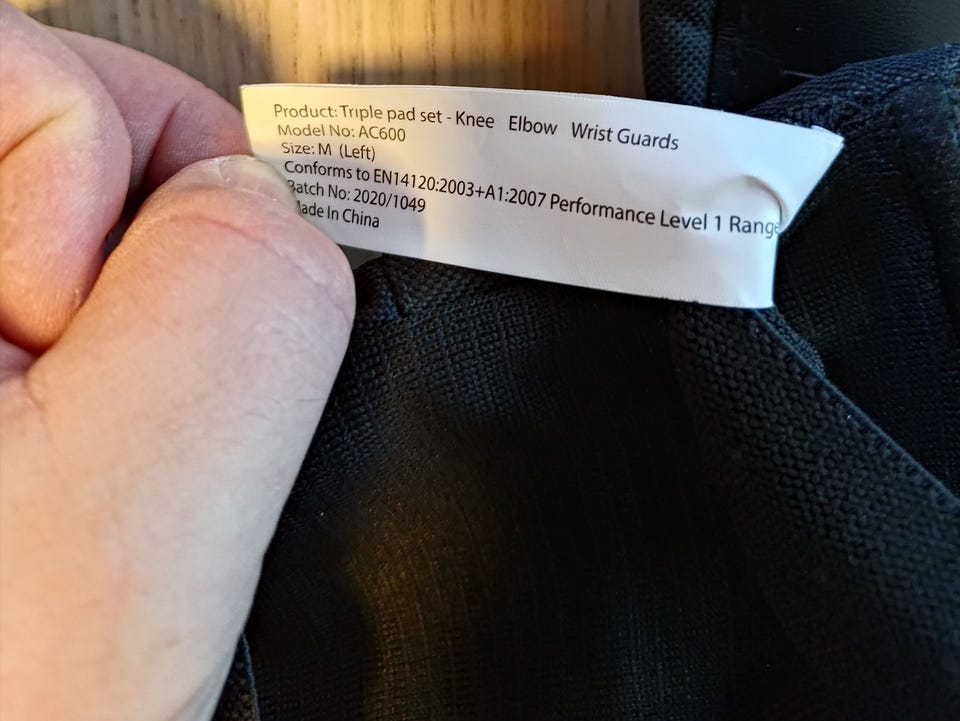 Product: Triple pad set - Knee Elbow Wrist Guards
Model No: AC600
Size: M (Left)
Conforms to EN14120:2003+A1:2007 Performance Level 1 Range
Batch No: 2020/1049
Made In China